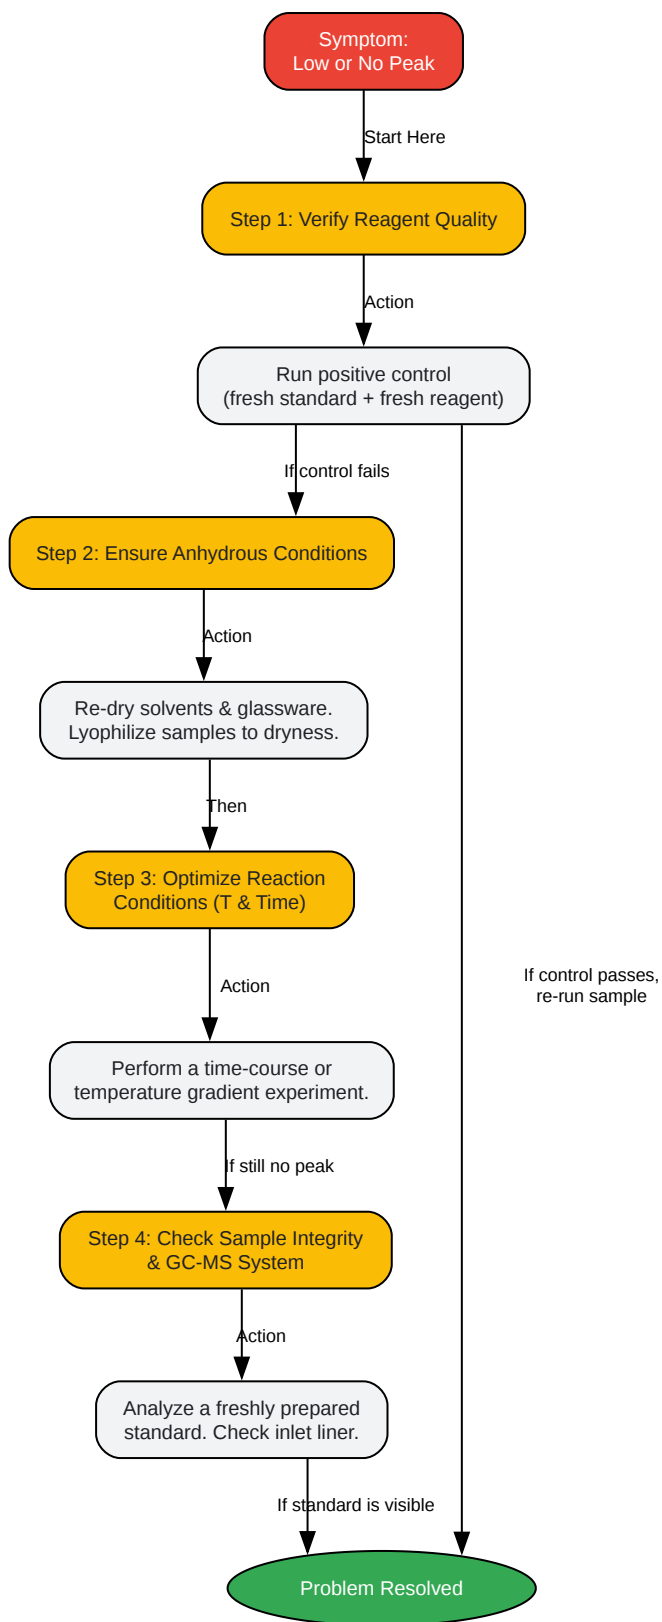 Symptom:
Low or No Peak
Start Here
Step 1: Verify Reagent Quality
Action
Run positive control
(fresh standard + fresh reagent)
If control fails
Step 2: Ensure Anhydrous Conditions
Action
Re-dry solvents & glassware.
Lyophilize samples to dryness.
Then
Step 3: Optimize Reaction
Conditions (T & Time)
If control passes,
re-run sample
Action
Perform a time-course or
temperature gradient experiment.
If still no peak
Step 4: Check Sample Integrity
& GC-MS System
Action
Analyze a freshly prepared
standard. Check inlet liner.
If standard is visible
Problem Resolved